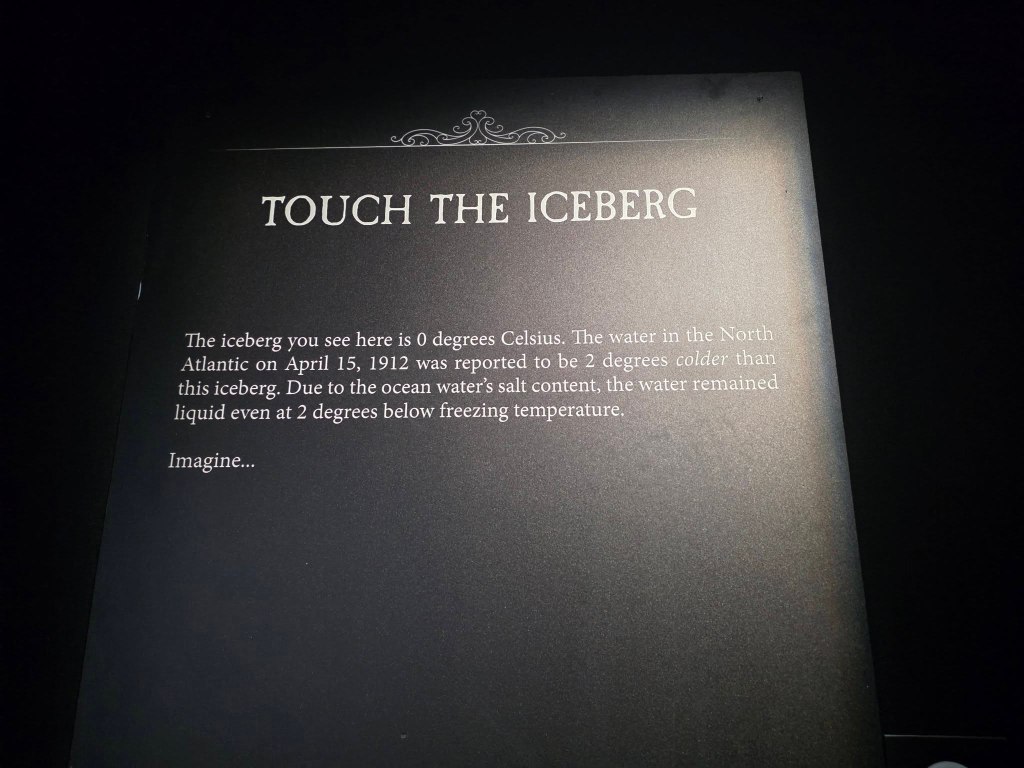 TOUCH THE ICEBERG
The iceberg you see here is 0 degrees Celsius. The water in the North
Atlantic on April 15, 1912 was reported to be 2 degrees colder than
this iceberg. Due to the ocean water's salt content, the water remained
liquid even at 2 degrees below freezing temperature.
Imagine...